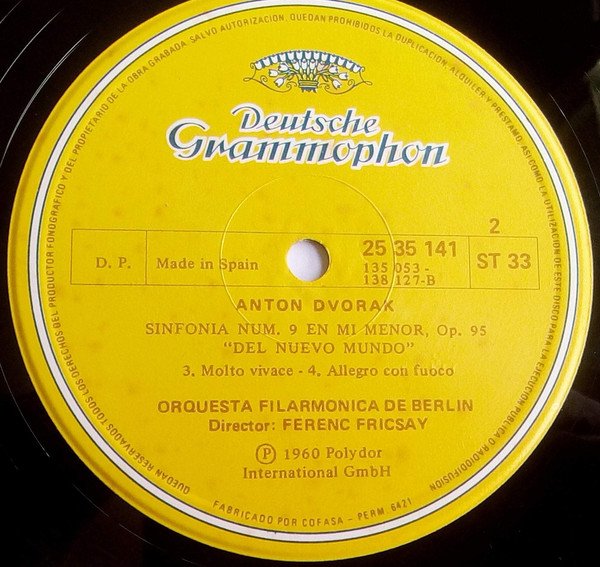 QUEDAN RESERVADOS TODOS LOS DERECHOS DEL PRODUCTOR FONOGRAFICO Y DEL PROPIETARIO DE LA OBRA GRABADA. SALVO AUTORIZACION, QUEDAN PROHIBIDOS LA DUPLICACION, ALQUILER Y PRESTAMO, ASI COMO LA UTILIZACION DE ESTE DISCO PARA LA EJECUCION PUBLICA O RADIODIFUSION
Deutsche
Grammophon
2
D. P. Made in Spain 25 35 141 ST 33
135 053 -
138 127-B
ANTON DVORAK
SINFONIA NUM. 9 EN MI MENOR, Op. 95
“DEL NUEVO MUNDO”
3. Molto vivace - 4. Allegro con fuoco
ORQUESTA FILARMONICA DE BERLIN
Director: FERENC FRICSAY
Ⓟ 1960 Polydor
International GmbH
FABRICADO POR COFASA - PERM. 6421